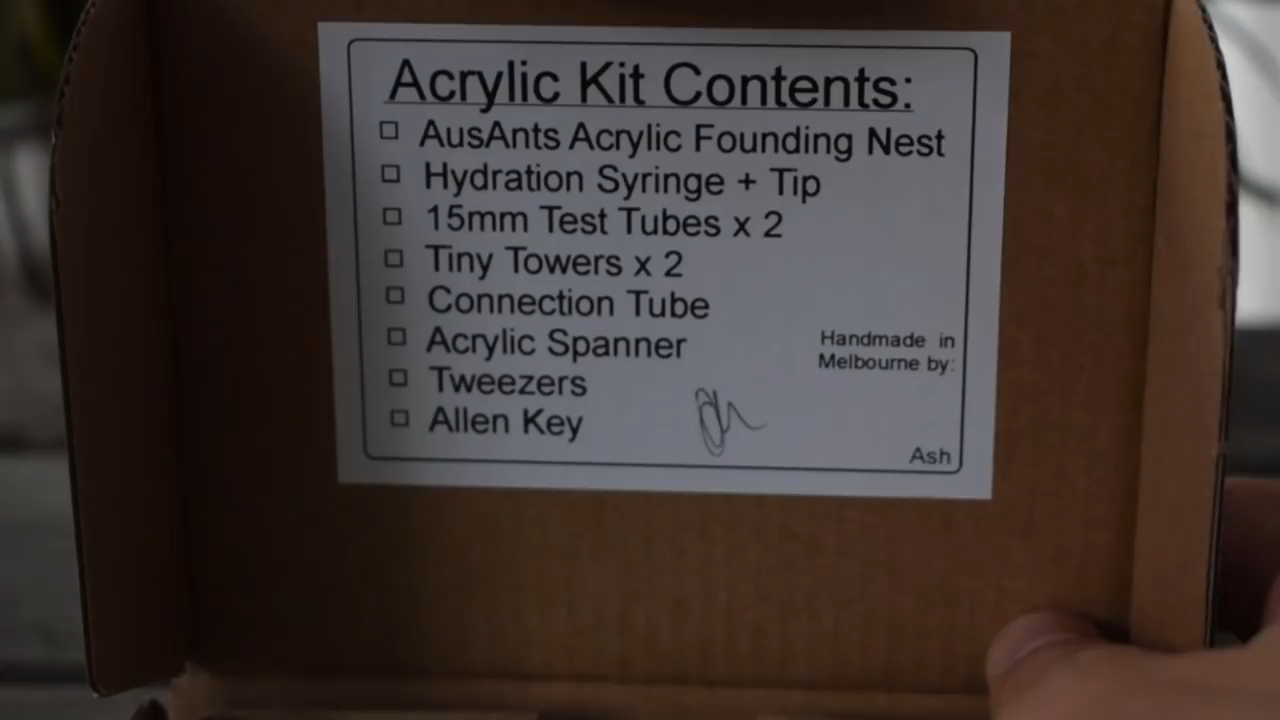 Acrylic Kit Contents:
AusAnts Acrylic Founding Nest
Hydration Syringe + Tip
15mm Test Tubes x 2
Tiny Towers x 2
Connection Tube
Acrylic Spanner
Tweezers
Allen Key
Handmade in
Melbourne by:
Ash